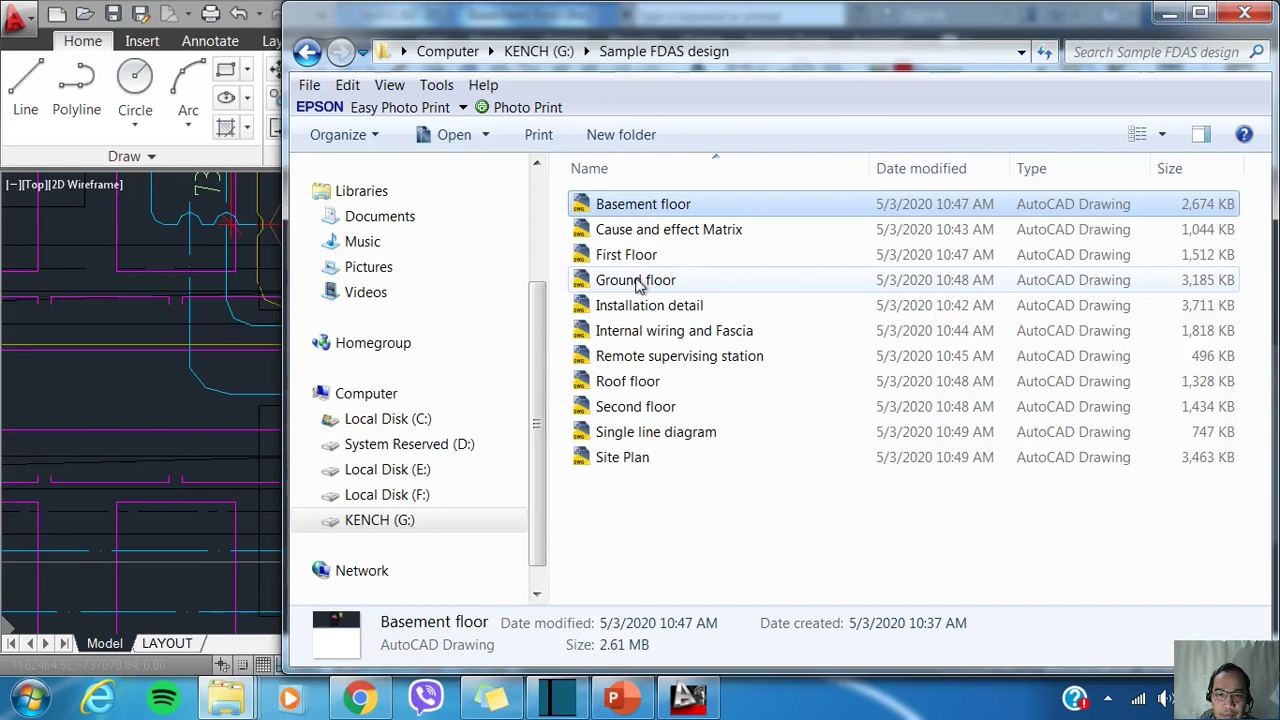 Home Insert Annotate La
Line Polyline Circle Arc
Draw
[−][Top][2D Wireframe]
Model LAYOUT
1162464.52, -737070.04, 0.00
Computer KENCH (G:) Sample FDAS design
Search Sample FDAS design
File Edit View Tools Help
EPSON Easy Photo Print Photo Print
Organize Open Print New folder
Name Date modified Type Size
Libraries
Documents
Music
Pictures
Videos
Homegroup
Computer
Local Disk (C:)
System Reserved (D:)
Local Disk (E:)
Local Disk (F:)
KENCH (G:)
Network
Basement floor 5/3/2020 10:47 AM AutoCAD Drawing 2,674 KB
Cause and effect Matrix 5/3/2020 10:43 AM AutoCAD Drawing 1,044 KB
First Floor 5/3/2020 10:47 AM AutoCAD Drawing 1,512 KB
Ground floor 5/3/2020 10:48 AM AutoCAD Drawing 3,185 KB
Installation detail 5/3/2020 10:42 AM AutoCAD Drawing 3,711 KB
Internal wiring and Fascia 5/3/2020 10:44 AM AutoCAD Drawing 1,818 KB
Remote supervising station 5/3/2020 10:45 AM AutoCAD Drawing 496 KB
Roof floor 5/3/2020 10:48 AM AutoCAD Drawing 1,328 KB
Second floor 5/3/2020 10:48 AM AutoCAD Drawing 1,434 KB
Single line diagram 5/3/2020 10:49 AM AutoCAD Drawing 747 KB
Site Plan 5/3/2020 10:49 AM AutoCAD Drawing 3,463 KB
Basement floor Date modified: 5/3/2020 10:47 AM Date created: 5/3/2020 10:37 AM
AutoCAD Drawing Size: 2.61 MB